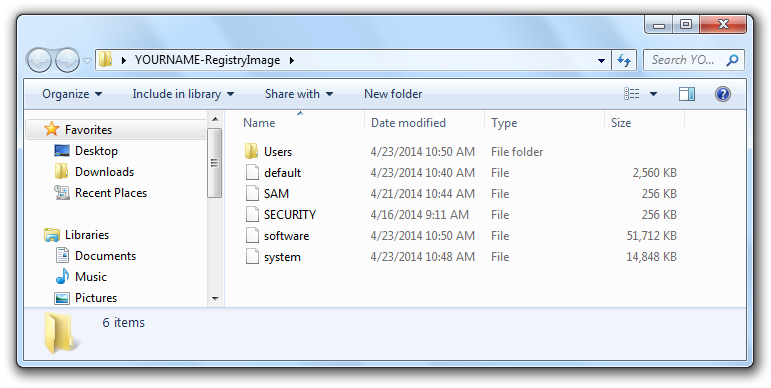 YOURNAME-RegistryImage
Search YO...
Organize Include in library Share with New folder
Favorites
Desktop
Downloads
Recent Places
Libraries
Documents
Music
Pictures
Name Date modified Type Size
Users 4/23/2014 10:50 AM File folder
default 4/23/2014 10:40 AM File 2,560 KB
SAM 4/21/2014 10:44 AM File 256 KB
SECURITY 4/16/2014 9:11 AM File 256 KB
software 4/23/2014 10:50 AM File 51,712 KB
system 4/23/2014 10:48 AM File 14,848 KB
6 items